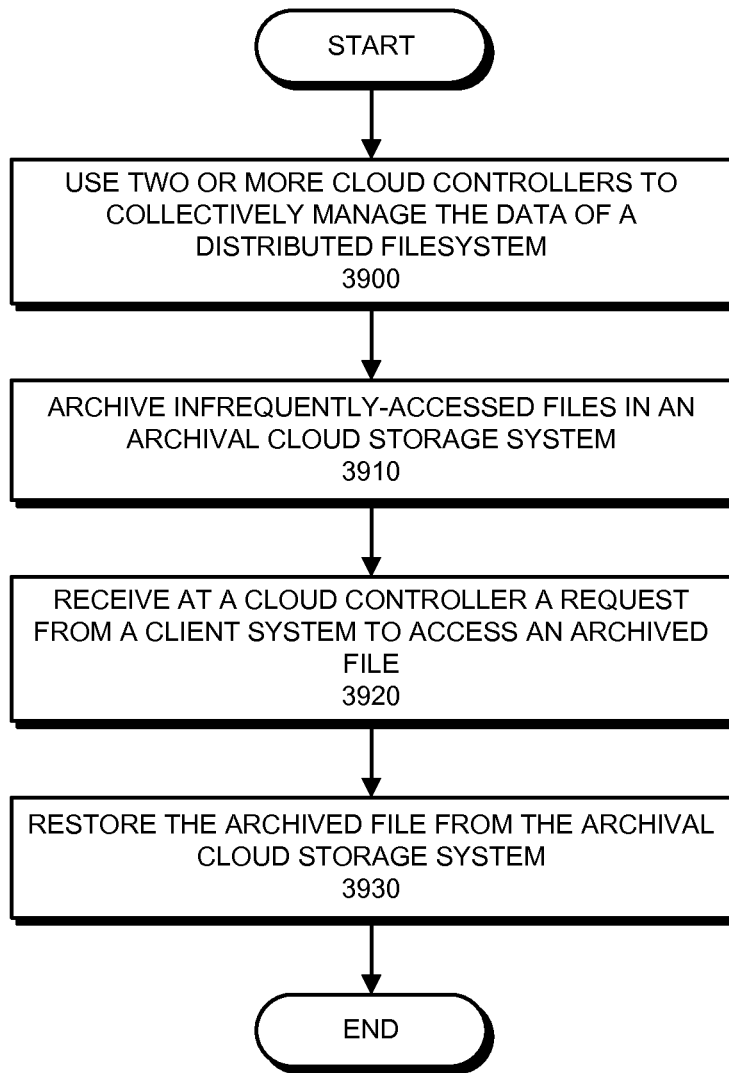 START
USE TWO OR MORE CLOUD CONTROLLERS TO
COLLECTIVELY MANAGE THE DATA OF A
DISTRIBUTED FILESYSTEM
3900
ARCHIVE INFREQUENTLY-ACCESSED FILES IN AN
ARCHIVAL CLOUD STORAGE SYSTEM
3910
RECEIVE AT A CLOUD CONTROLLER A REQUEST
FROM A CLIENT SYSTEM TO ACCESS AN ARCHIVED
FILE
3920
RESTORE THE ARCHIVED FILE FROM THE ARCHIVAL
CLOUD STORAGE SYSTEM
3930
END